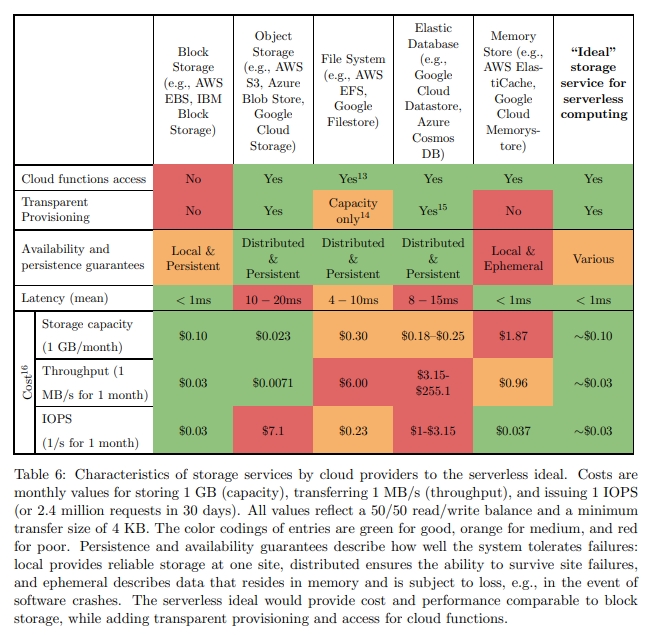 Block Storage (e.g., AWS EBS, IBM Block Storage)
Object Storage (e.g., AWS S3, Azure Blob Store, Google Cloud Storage)
File System (e.g., AWS EFS, Google Filestore)
Elastic Database (e.g., Google Cloud Datastore, Azure Cosmos DB)
Memory Store (e.g., AWS Elas-tiCache, Google Cloud Memorys-tore)
“Ideal” storage service for serverless computing
Cloud functions access No Yes Yes¹³ Yes Yes Yes
Transparent Provisioning No Yes Capacity only¹⁴ Yes¹⁵ No Yes
Availability and persistence guarantees Local & Persistent Distributed & Persistent Distributed & Persistent Distributed & Persistent Local & Ephemeral Various
Latency (mean) < 1ms 10 – 20ms 4 – 10ms 8 – 15ms < 1ms < 1ms
Cost¹⁶
Storage capacity (1 GB/month) $0.10 $0.023 $0.30 $0.18–$0.25 $1.87 ~$0.10
Throughput (1 MB/s for 1 month) $0.03 $0.0071 $6.00 $3.15-$255.1 $0.96 ~$0.03
IOPS (1/s for 1 month) $0.03 $7.1 $0.23 $1-$3.15 $0.037 ~$0.03
Table 6: Characteristics of storage services by cloud providers to the serverless ideal. Costs are
monthly values for storing 1 GB (capacity), transferring 1 MB/s (throughput), and issuing 1 IOPS
(or 2.4 million requests in 30 days). All values reflect a 50/50 read/write balance and a minimum
transfer size of 4 KB. The color codings of entries are green for good, orange for medium, and red
for poor. Persistence and availability guarantees describe how well the system tolerates failures:
local provides reliable storage at one site, distributed ensures the ability to survive site failures,
and ephemeral describes data that resides in memory and is subject to loss, e.g., in the event of
software crashes. The serverless ideal would provide cost and performance comparable to block
storage, while adding transparent provisioning and access for cloud functions.